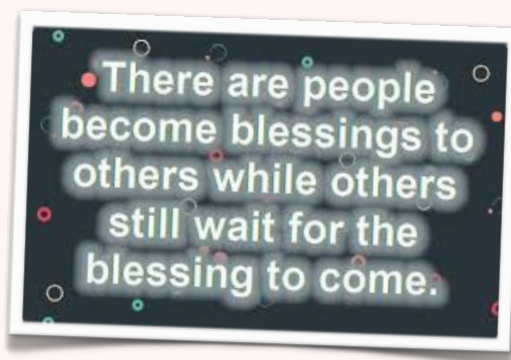 There are people
become blessings to
others while others
still wait for the
blessing to come.